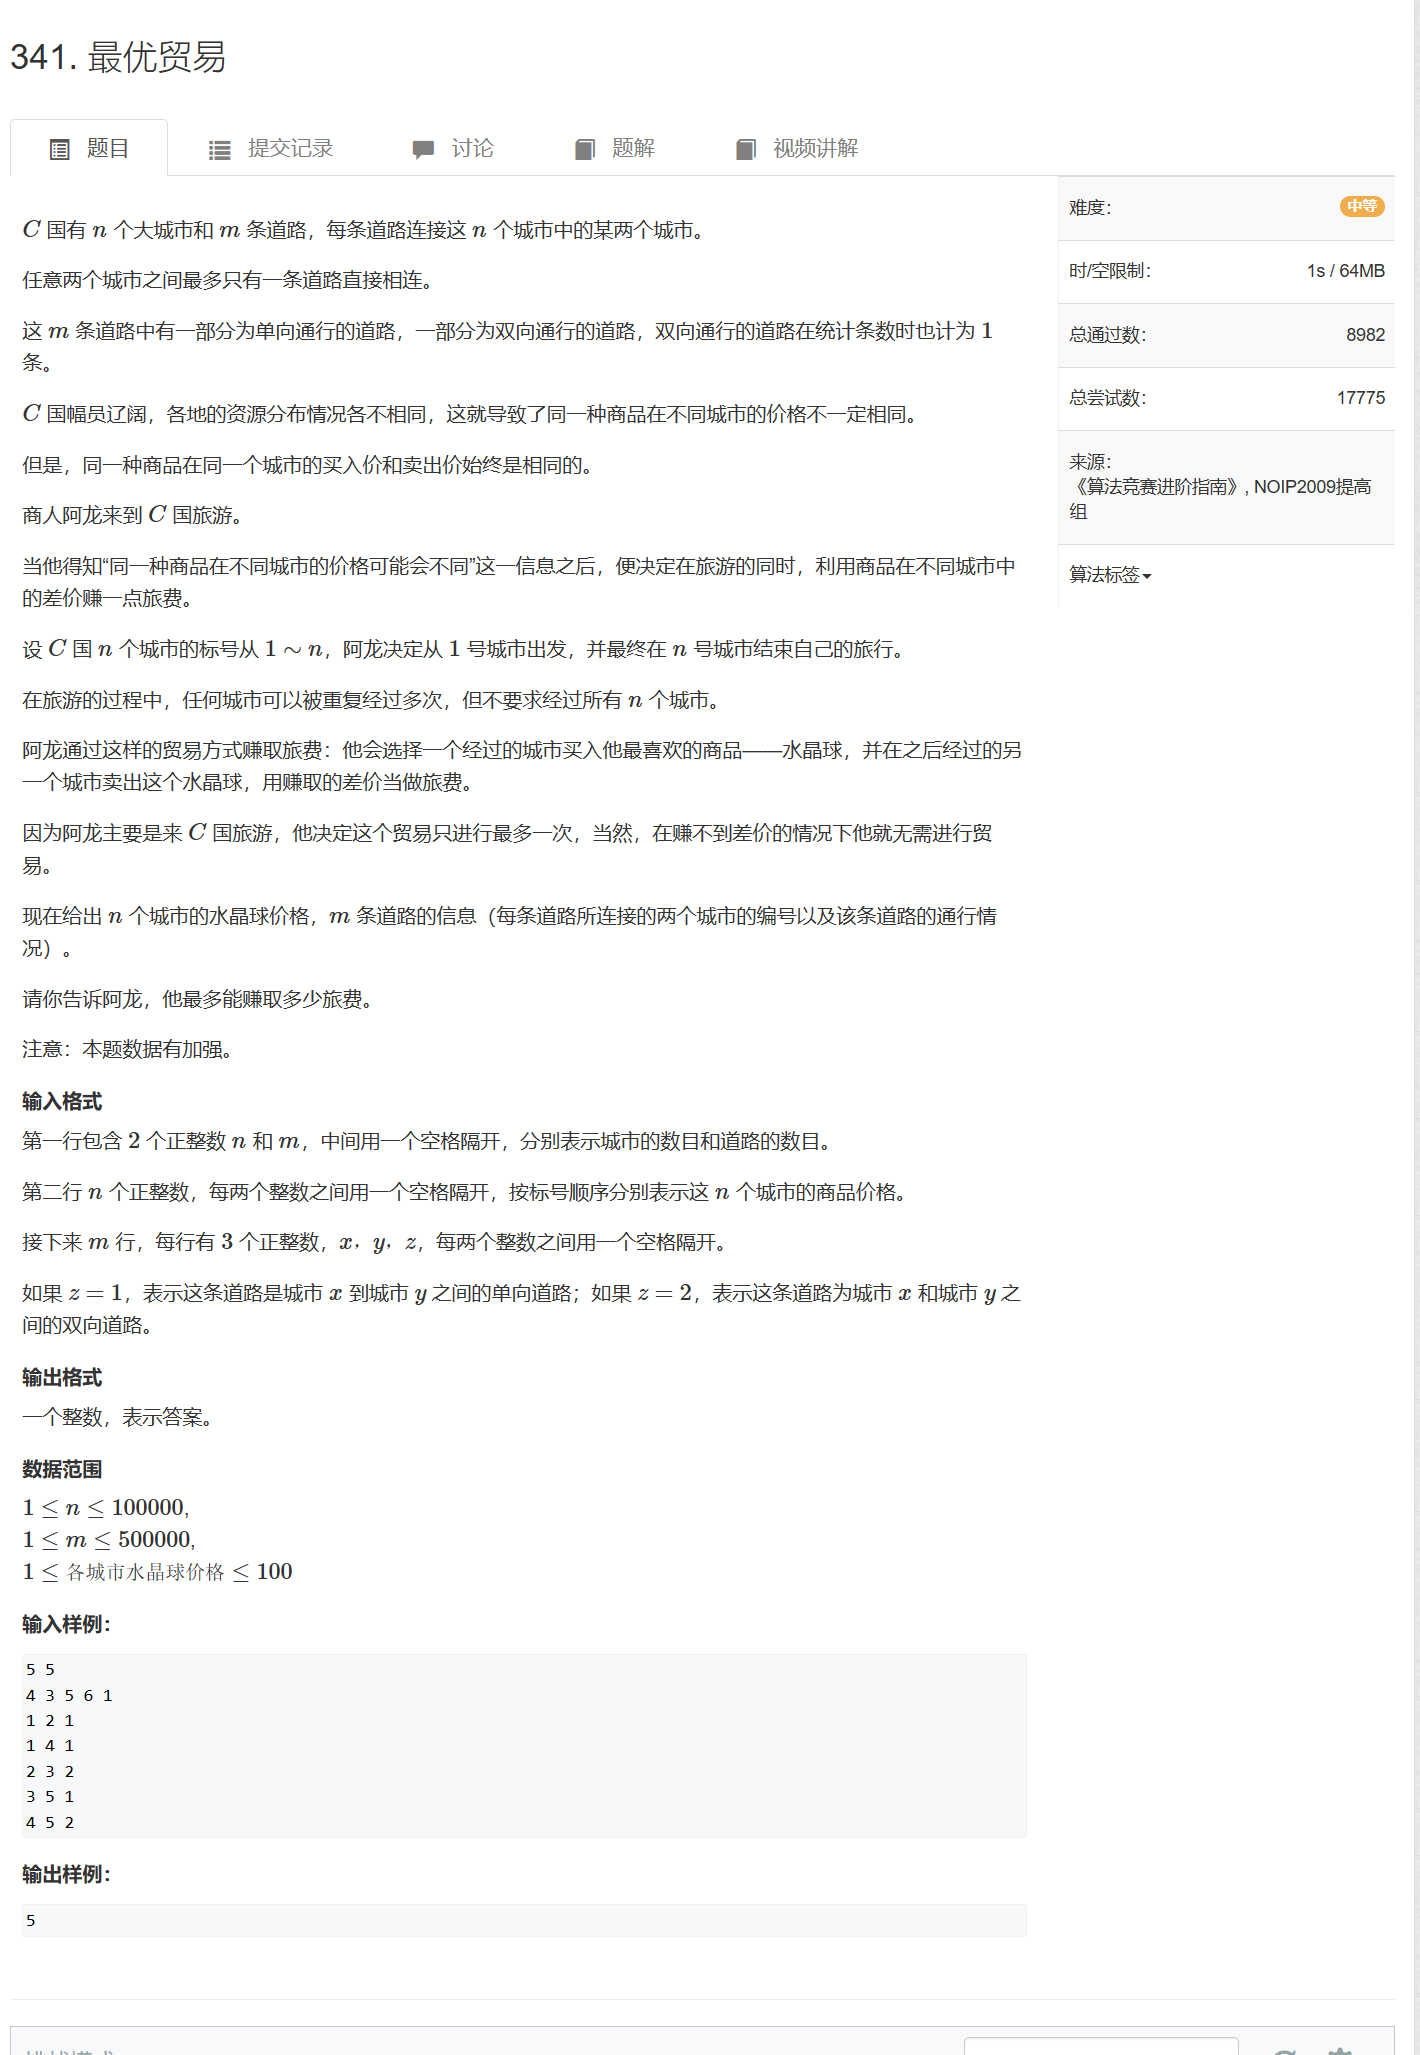 341. 最优贸易
题目
提交记录
讨论
题解
视频讲解
C 国有 n 个大城市和 m 条道路，每条道路连接这 n 个城市中的某两个城市。
任意两个城市之间最多只有一条道路直接相连。
这 m 条道路中有一部分为单向通行的道路，一部分为双向通行的道路，双向通行的道路在统计条数时也计为 1
条。
C 国幅员辽阔，各地的资源分布情况各不相同，这就导致了同一种商品在不同城市的价格不一定相同。
但是，同一种商品在同一个城市的买入价和卖出价始终是相同的。
商人阿龙来到 C 国旅游。
当他得知“同一种商品在不同城市的价格可能会不同”这一信息之后，便决定在旅游的同时，利用商品在不同城市中
的差价赚一点旅费。
设 C 国 n 个城市的标号从 1 ∼ n，阿龙决定从 1 号城市出发，并最终在 n 号城市结束自己的旅行。
在旅游的过程中，任何城市可以被重复经过多次，但不要求经过所有 n 个城市。
阿龙通过这样的贸易方式赚取旅费：他会选择一个经过的城市买入他最喜欢的商品——水晶球，并在之后经过的另
一个城市卖出这个水晶球，用赚取的差价当做旅费。
因为阿龙主要是来 C 国旅游，他决定这个贸易只进行最多一次，当然，在赚不到差价的情况下他就无需进行贸
易。
现在给出 n 个城市的水晶球价格，m 条道路的信息（每条道路所连接的两个城市的编号以及该条道路的通行情
况）。
请你告诉阿龙，他最多能赚取多少旅费。
注意：本题数据有加强。
输入格式
第一行包含 2 个正整数 n 和 m，中间用一个空格隔开，分别表示城市的数目和道路的数目。
第二行 n 个正整数，每两个整数之间用一个空格隔开，按标号顺序分别表示这 n 个城市的商品价格。
接下来 m 行，每行有 3 个正整数，x，y，z，每两个整数之间用一个空格隔开。
如果 z = 1，表示这条道路是城市 x 到城市 y 之间的单向道路；如果 z = 2，表示这条道路为城市 x 和城市 y 之
间的双向道路。
输出格式
一个整数，表示答案。
数据范围
1 ≤ n ≤ 100000,
1 ≤ m ≤ 500000,
1 ≤ 各城市水晶球价格 ≤ 100
输入样例：
5 5
4 3 5 6 1
1 2 1
1 4 1
2 3 2
3 5 1
4 5 2
输出样例：
5
难度：
中等
时/空限制：
1s / 64MB
总通过数：
8982
总尝试数：
17775
来源：
《算法竞赛进阶指南》, NOIP2009提高
组
算法标签